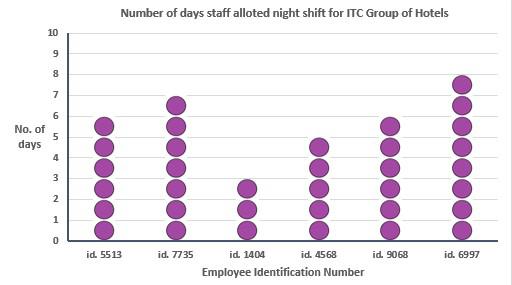 Number of days staff alloted night shift for ITC Group of Hotels
10
9
8
7
6
5
4
3
2
1
0
No. of
days
id. 5513 id. 7735 id. 1404 id. 4568 id. 9068 id. 6997
Employee Identification Number